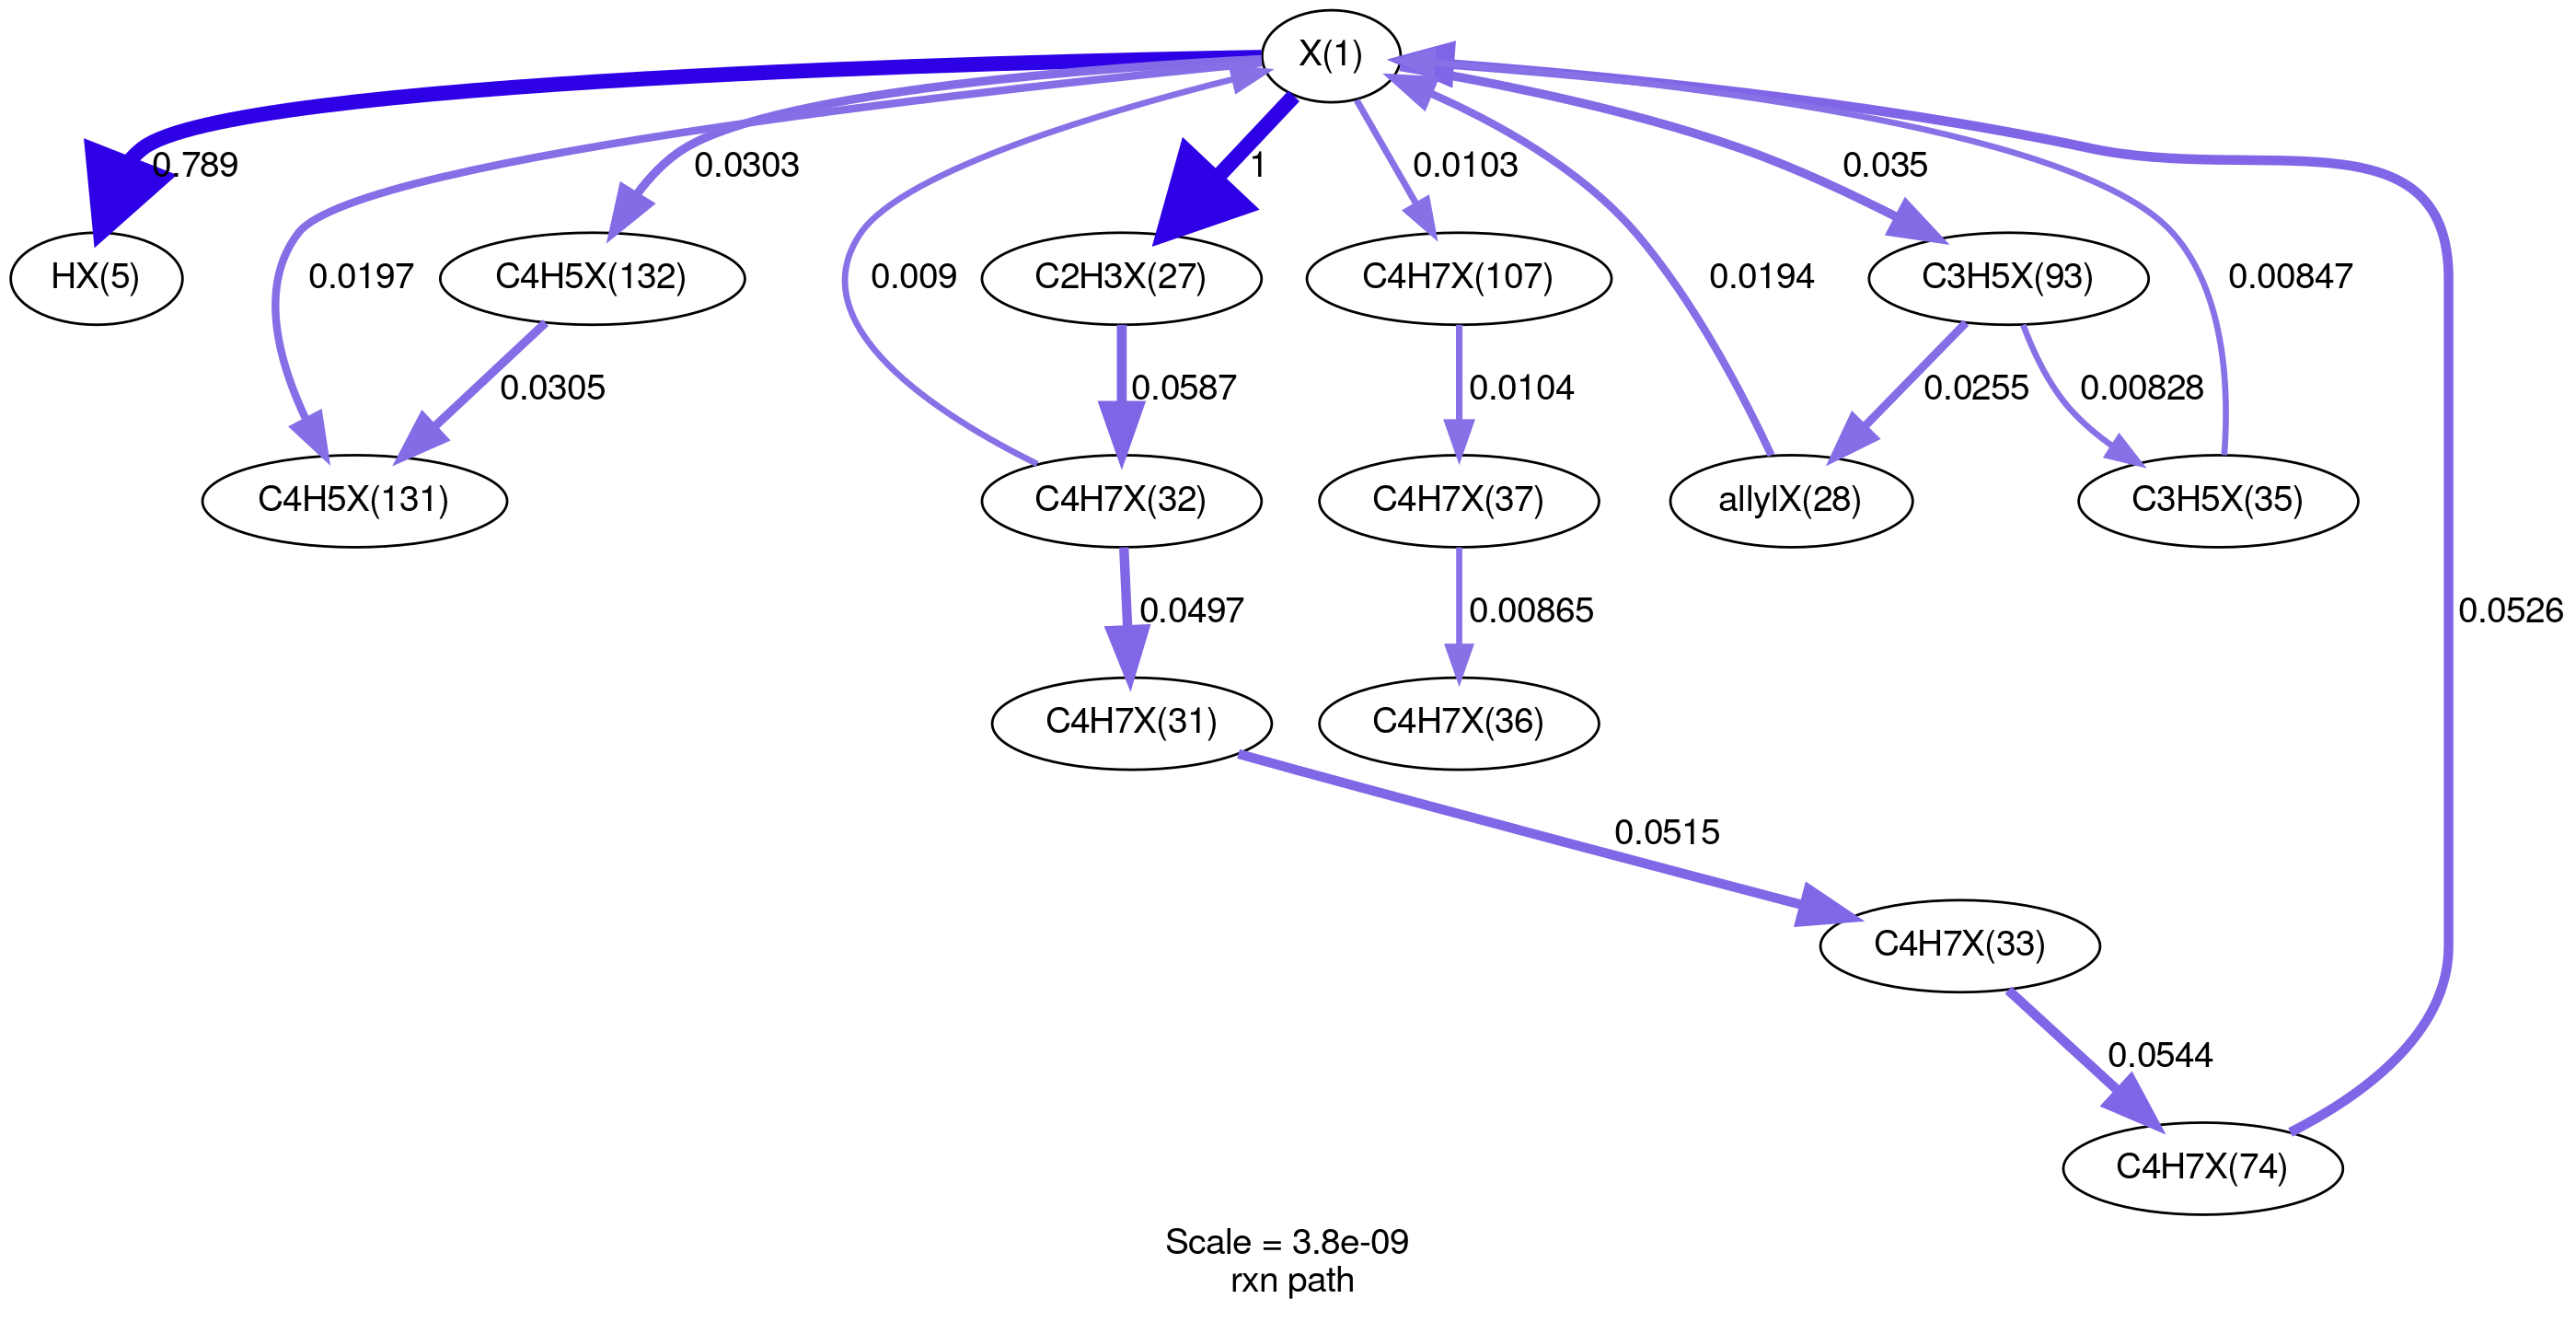 X(1)
0.789
0.0303
1
0.0103
0.035
HX(5)
0.0197
C4H5X(132)
0.009
C2H3X(27)
C4H7X(107)
0.0194
C3H5X(93)
0.00847
0.0305
0.0587
0.0104
0.0255
0.00828
C4H5X(131)
C4H7X(32)
C4H7X(37)
allylX(28)
C3H5X(35)
0.0497
0.00865
0.0526
C4H7X(31)
C4H7X(36)
0.0515
C4H7X(33)
0.0544
C4H7X(74)
Scale = 3.8e-09
rxn path